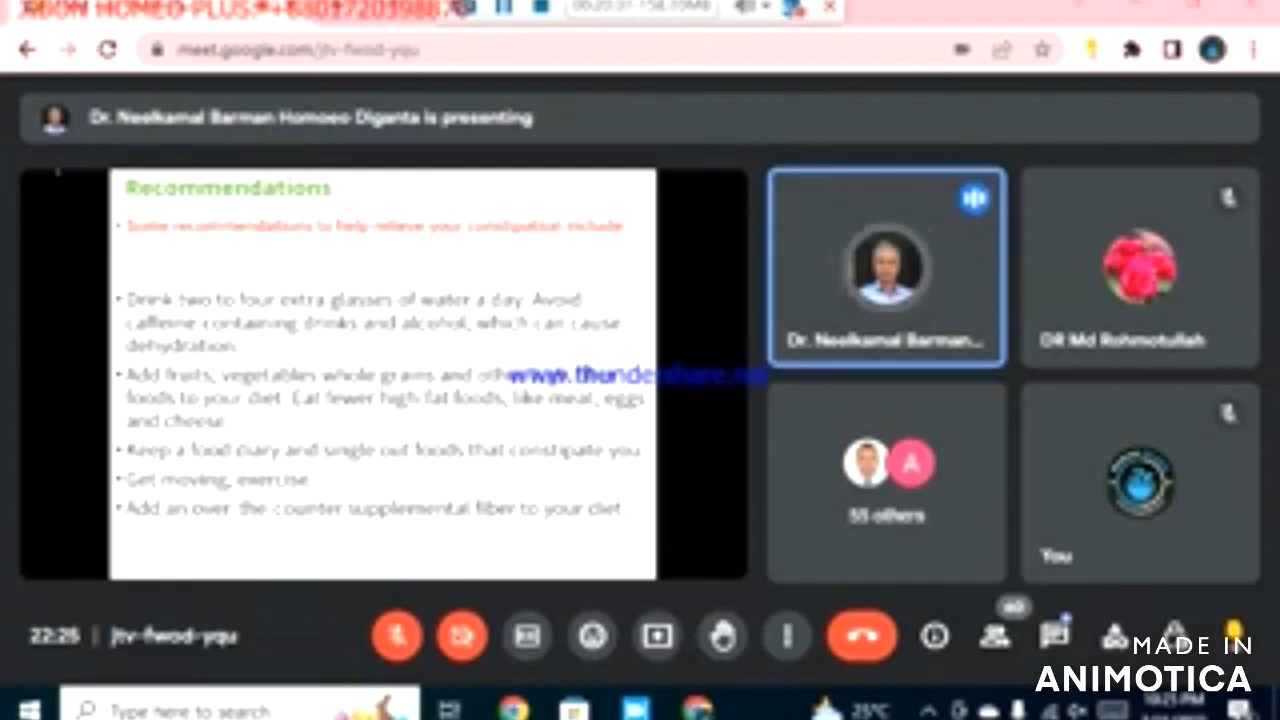 meet.google.com/jtv-fwod-yqu
Dr. Neelkamal Barman Homoeo Diganta is presenting
Recommendations
• Some recommendations to help relieve your constipation include
• Drink two to four extra glasses of water a day. Avoid
caffeine containing drinks and alcohol, which can cause
dehydration.
• Add fruits, vegetables whole grains and
foods to your diet. Eat fewer high fat foods, like meat, eggs
and cheese
• Keep a food diary and single out foods that constipate you.
• Get moving, exercise
• Add an over the counter supplemental fiber to your diet.
Dr. Neelkamal Barman...
DR Md Rohmotullah
A
55 others
You
22:25 | jtv-fwod-yqu
60
MADE IN
ANIMOTICA
Type here to search
25°C
10:25 PM